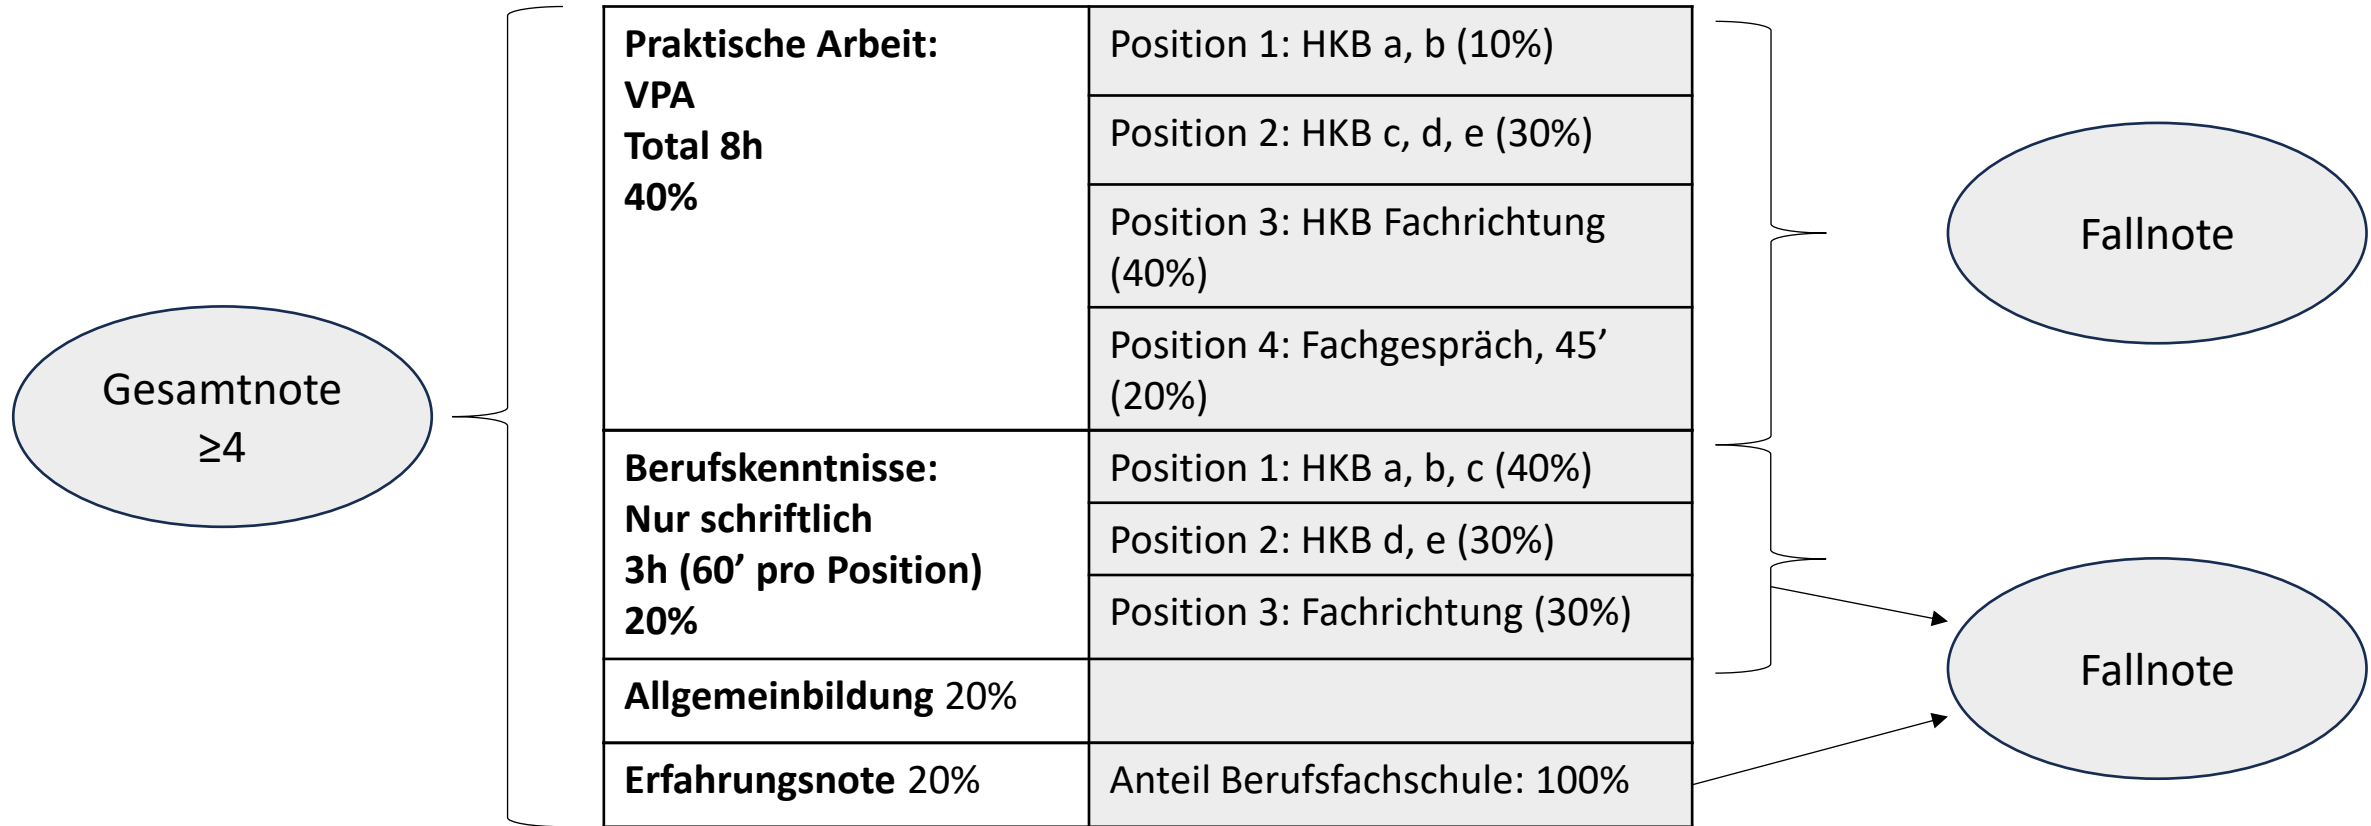 Gesamtnote
≥4
Praktische Arbeit:
VPA
Total 8h
40%
Position 1: HKB a, b (10%)
Position 2: HKB c, d, e (30%)
Position 3: HKB Fachrichtung
(40%)
Position 4: Fachgespräch, 45’
(20%)
Berufskenntnisse:
Nur schriftlich
3h (60’ pro Position)
20%
Position 1: HKB a, b, c (40%)
Position 2: HKB d, e (30%)
Position 3: Fachrichtung (30%)
Allgemeinbildung 20%
Erfahrungsnote 20%
Anteil Berufsfachschule: 100%
Fallnote
Fallnote